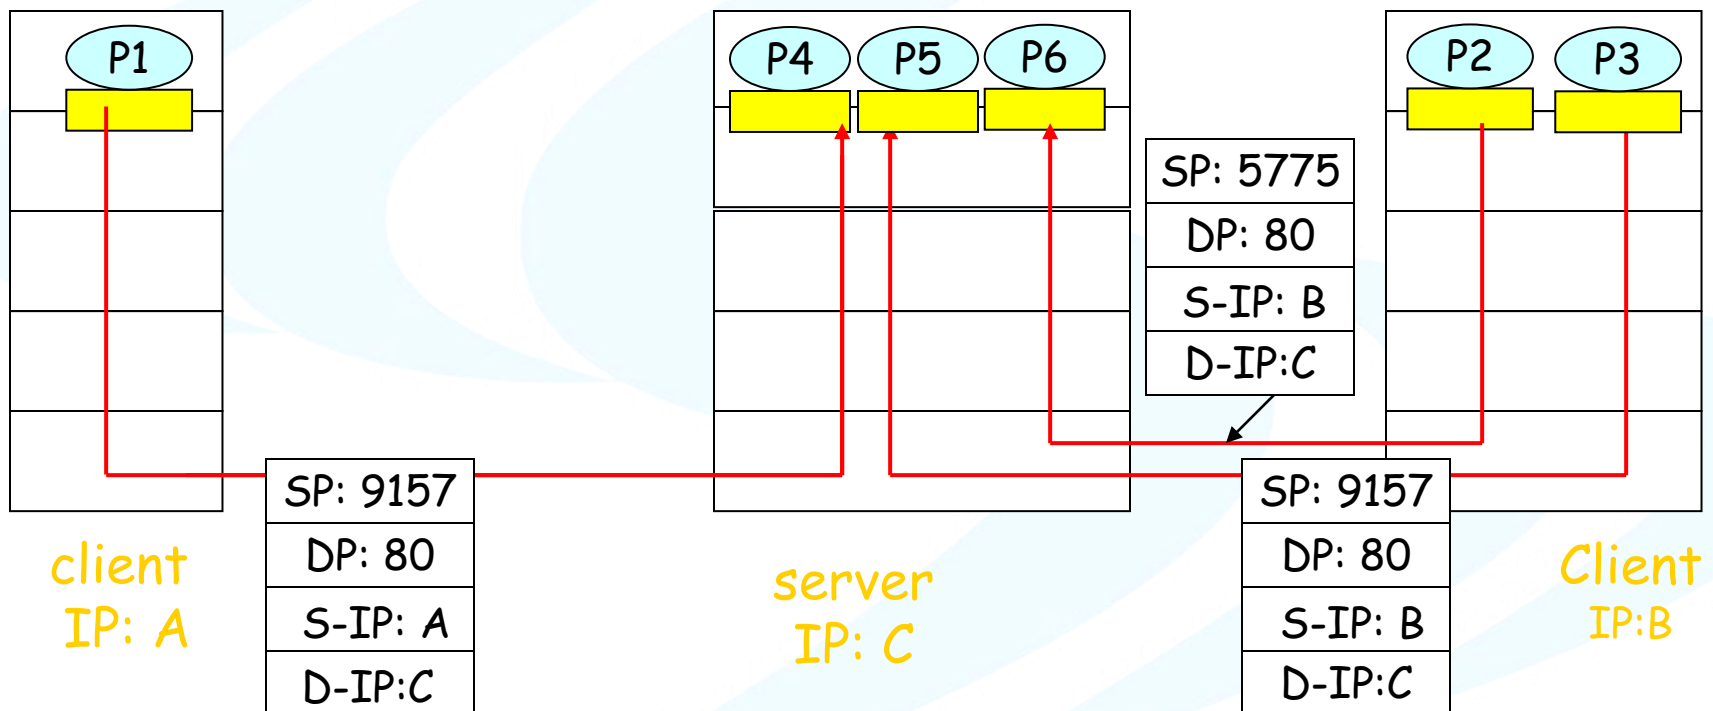 P1
P4
P5
P6
P2
P3
SP: 5775
DP: 80
S-IP: B
D-IP:C
SP: 9157
DP: 80
S-IP: A
D-IP:C
SP: 9157
DP: 80
S-IP: B
D-IP:C
client
IP: A
server
IP: C
Client
IP:B